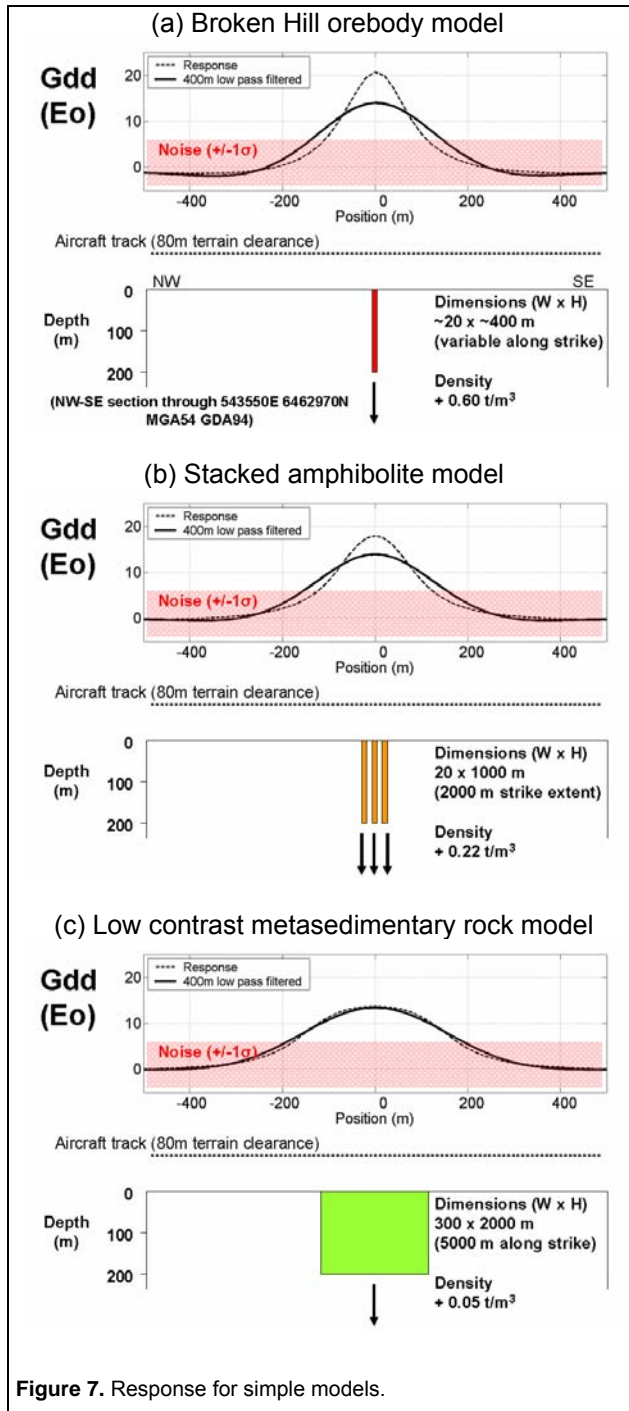 (a) Broken Hill orebody model
Gdd
(Eo)
20
10
0
Response
400m low pass filtered
Noise (+/-1σ)
-400
-200
0
200
400
Position (m)
Aircraft track (80m terrain clearance)
NW
SE
Depth
(m)
0
100
200
Dimensions (W x H)
~20 x ~400 m
(variable along strike)
Density
+ 0.60 t/m³
(NW-SE section through 543550E 6462970N
MGA54 GDA94)
(b) Stacked amphibolite model
Gdd
(Eo)
20
10
0
Response
400m low pass filtered
Noise (+/-1σ)
-400
-200
0
200
400
Position (m)
Aircraft track (80m terrain clearance)
Depth
(m)
0
100
200
Dimensions (W x H)
20 x 1000 m
(2000 m strike extent)
Density
+ 0.22 t/m³
(c) Low contrast metasedimentary rock model
Gdd
(Eo)
20
10
0
Response
400m low pass filtered
Noise (+/-1σ)
-400
-200
0
200
400
Position (m)
Aircraft track (80m terrain clearance)
Depth
(m)
0
100
200
Dimensions (W x H)
300 x 2000 m
(5000 m along strike)
Density
+ 0.05 t/m³
Figure 7. Response for simple models.